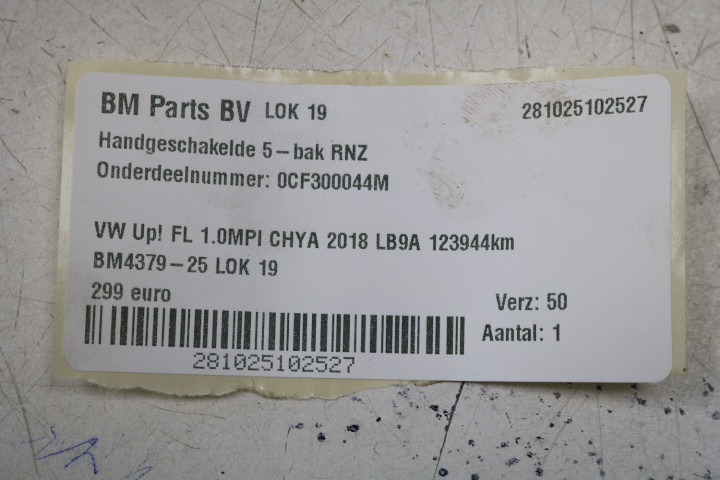 BM Parts BV LOK 19 281025102527
Handgeschakelde 5-bak RNZ
Onderdeelnummer: 0CF300044M
VW Up! FL 1.0MPI CHYA 2018 LB9A 123944km
BM4379-25 LOK 19
299 euro
Verz: 50
Aantal: 1
281025102527